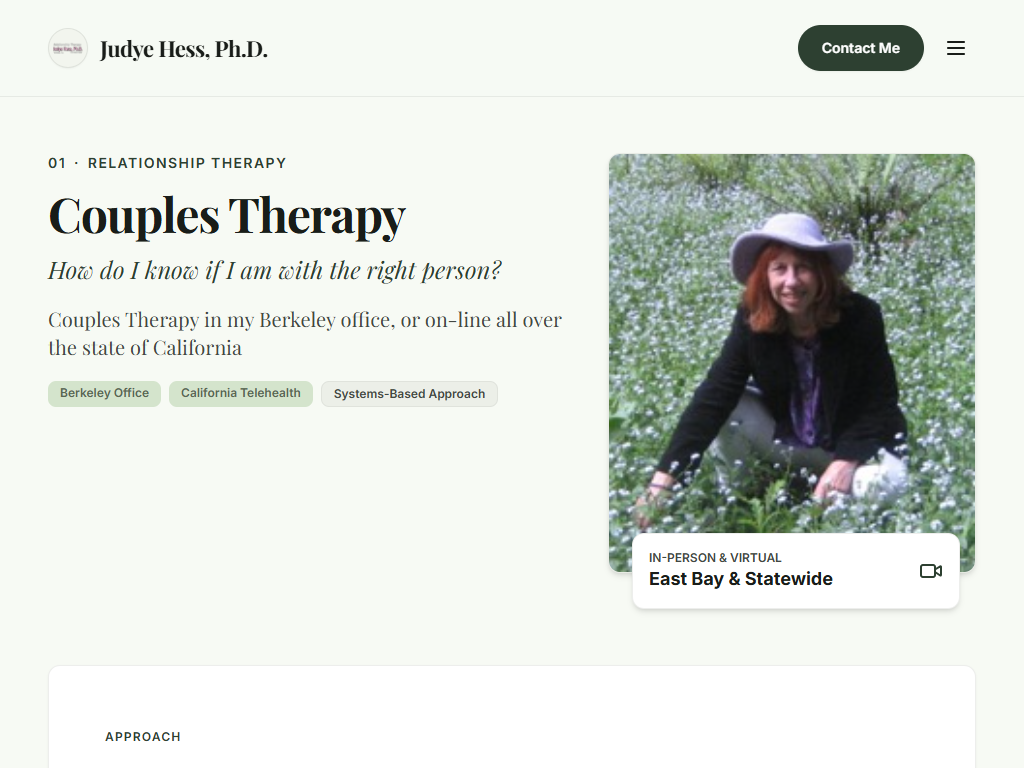 Judye Hess, Ph.D.
Contact Me
01 · RELATIONSHIP THERAPY
Couples Therapy
How do I know if I am with the right person?
Couples Therapy in my Berkeley office, or on-line all over
the state of California
Berkeley Office
California Telehealth
Systems-Based Approach
IN-PERSON & VIRTUAL
East Bay & Statewide
APPROACH